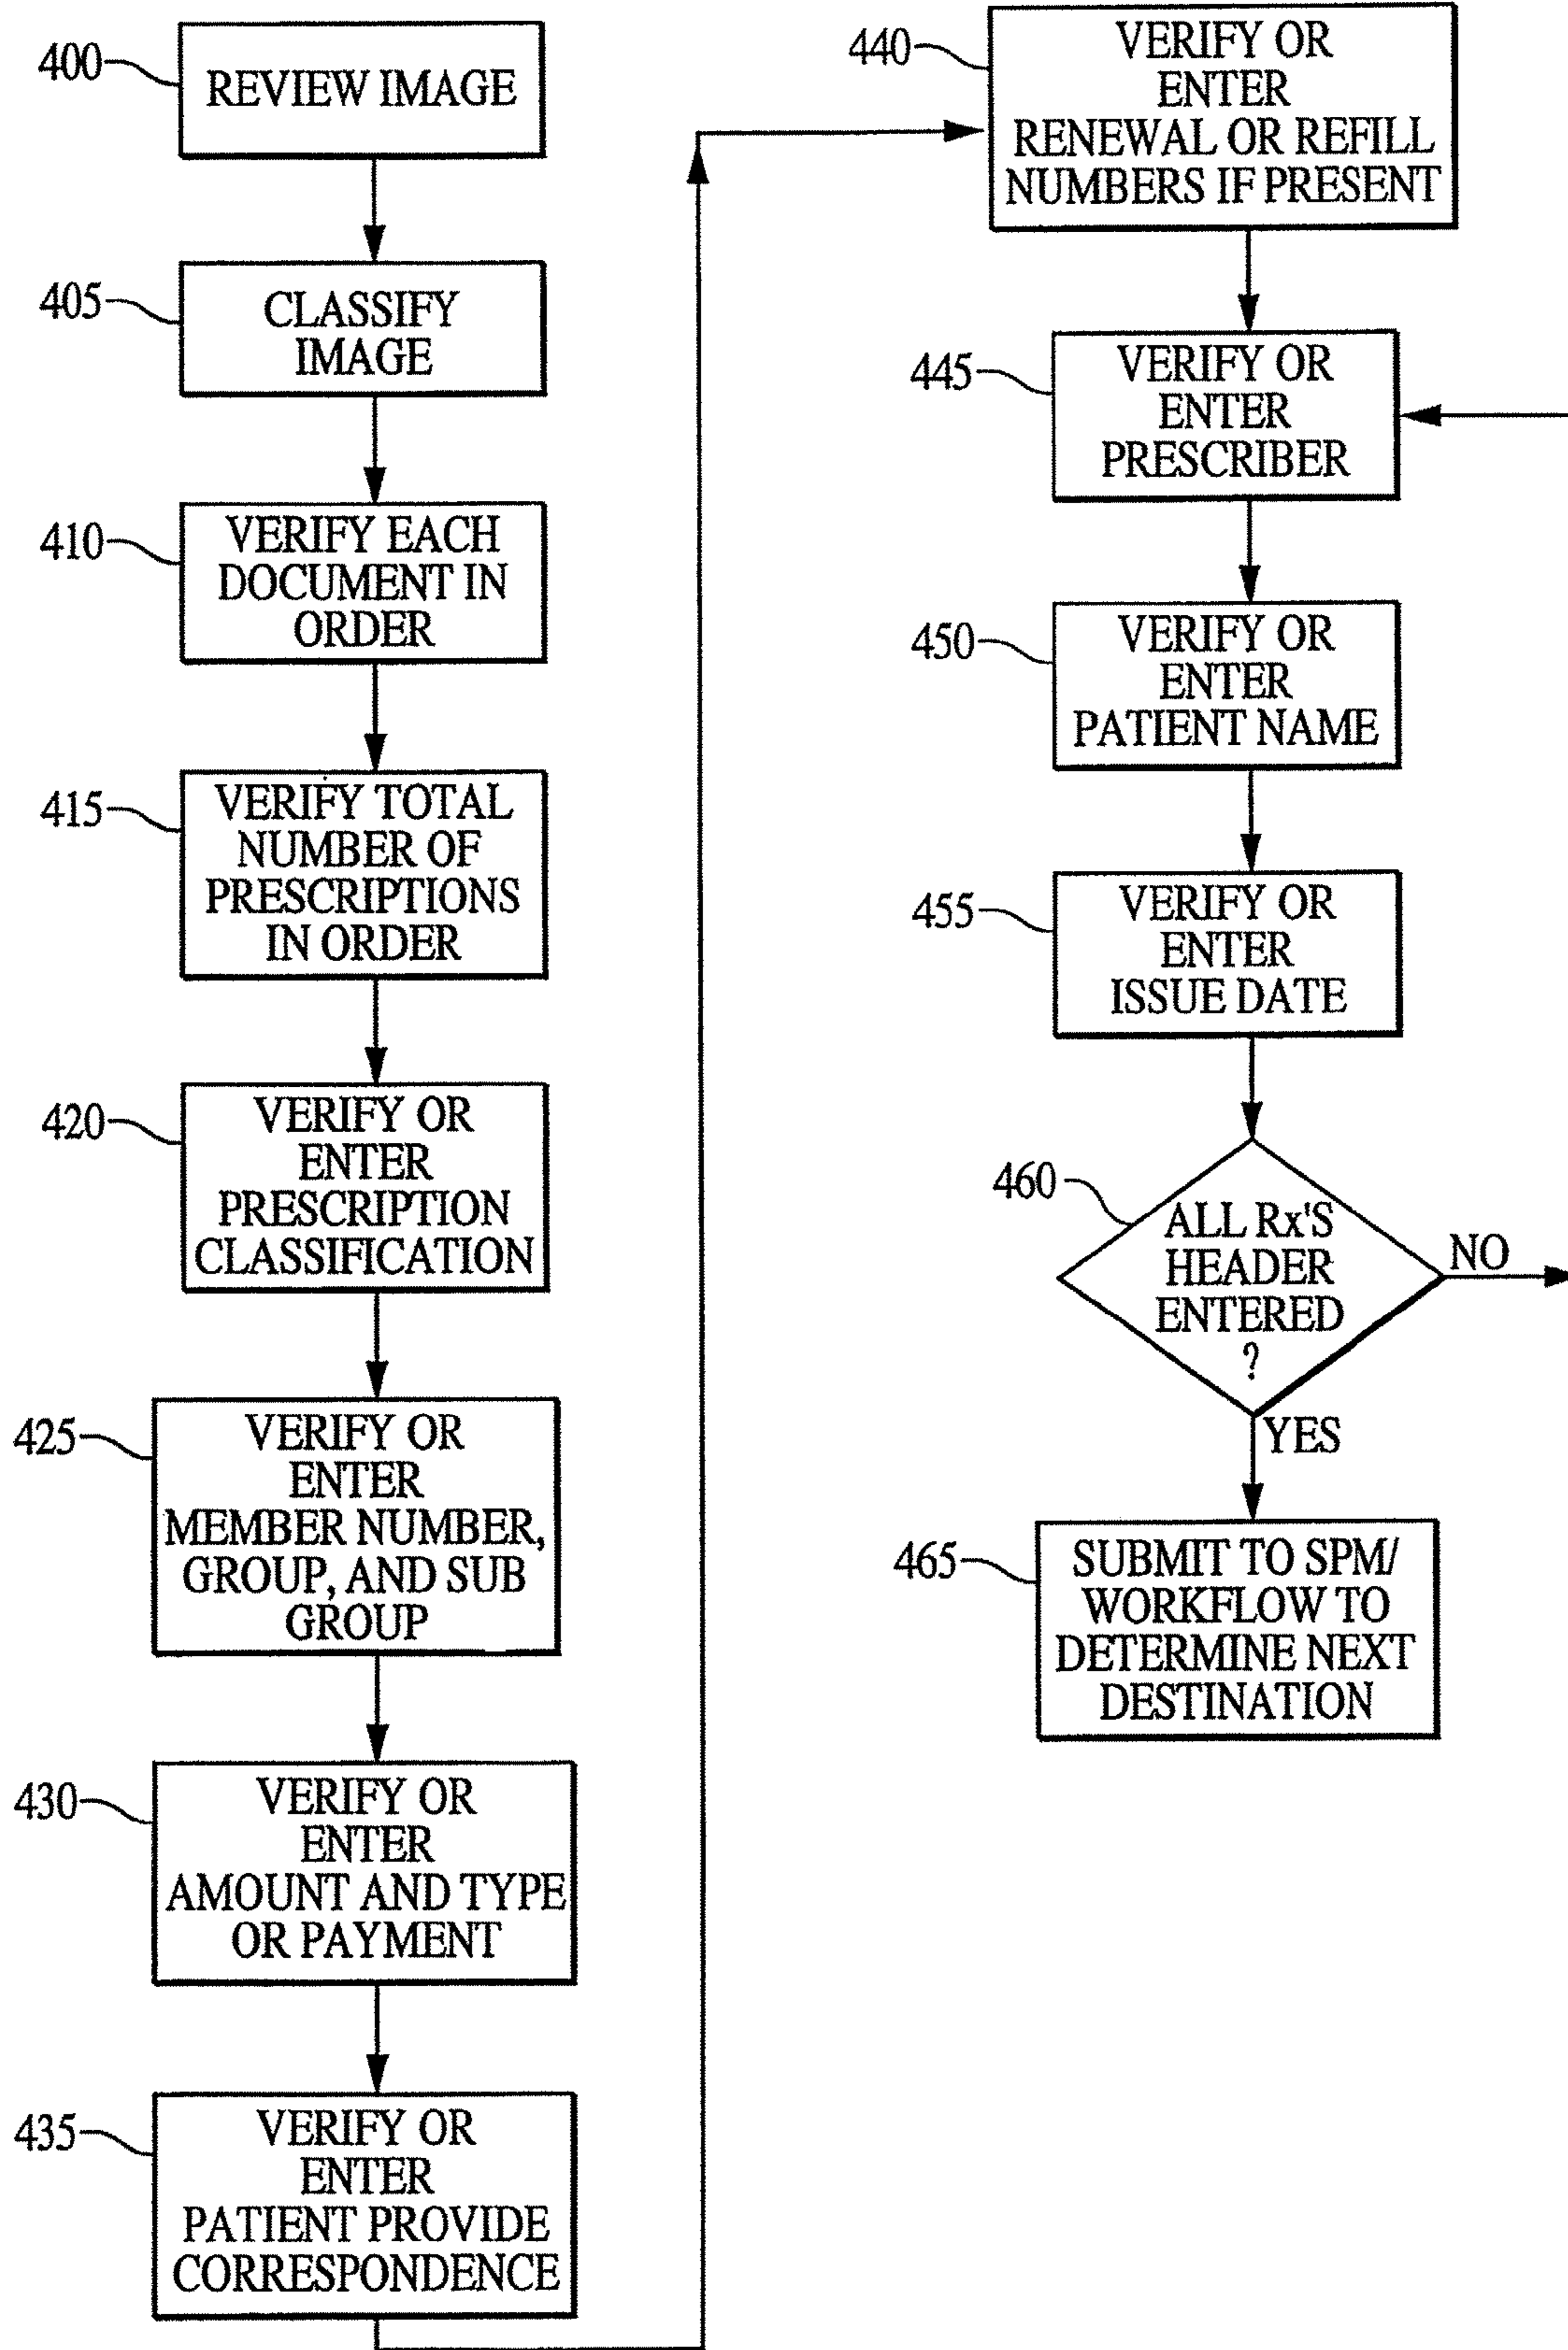 400
REVIEW IMAGE
405
CLASSIFY
IMAGE
410
VERIFY EACH
DOCUMENT IN
ORDER
415
VERIFY TOTAL
NUMBER OF
PRESCRIPTIONS
IN ORDER
420
VERIFY OR
ENTER
PRESCRIPTION
CLASSIFICATION
425
VERIFY OR
ENTER
MEMBER NUMBER,
GROUP, AND SUB
GROUP
430
VERIFY OR
ENTER
AMOUNT AND TYPE
OR PAYMENT
435
VERIFY OR
ENTER
PATIENT PROVIDE
CORRESPONDENCE
440
VERIFY OR
ENTER
RENEWAL OR REFILL
NUMBERS IF PRESENT
445
VERIFY OR
ENTER
PRESCRIBER
450
VERIFY OR
ENTER
PATIENT NAME
455
VERIFY OR
ENTER
ISSUE DATE
460
ALL Rx'S
HEADER
ENTERED
?
NO
YES
465
SUBMIT TO SPM/
WORKFLOW TO
DETERMINE NEXT
DESTINATION